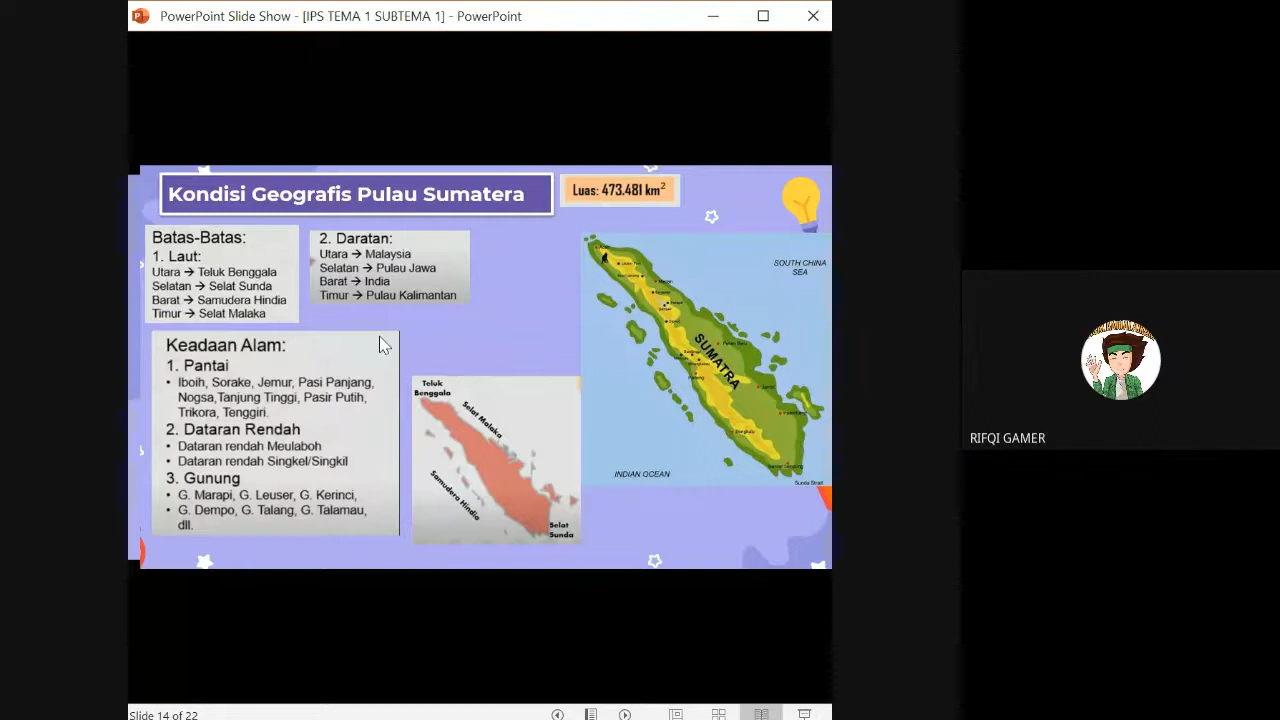 PowerPoint Slide Show - [IPS TEMA 1 SUBTEMA 1] - PowerPoint
Kondisi Geografis Pulau Sumatera
Luas: 473.481 km²
Batas-Batas:
1. Laut:
Utara → Teluk Benggala
Selatan → Selat Sunda
Barat → Samudera Hindia
Timur → Selat Malaka
2. Daratan:
Utara → Malaysia
Selatan → Pulau Jawa
Barat → India
Timur → Pulau Kalimantan
Keadaan Alam:
1. Pantai
• Iboih, Sorake, Jemur, Pasi Panjang,
Nogsa,Tanjung Tinggi, Pasir Putih,
Trikora, Tenggiri.
2. Dataran Rendah
• Dataran rendah Meulaboh
• Dataran rendah Singkel/Singkil
3. Gunung
• G. Marapi, G. Leuser, G. Kerinci,
• G. Dempo, G. Talang, G. Talamau,
dll.
Teluk
Benggala
Selat Malaka
Samudera Hindia
Selat
Sunda
SOUTH CHINA
SEA
SUMATRA
INDIAN OCEAN
Sunda Strait
RIFQI GAMER
Slide 14 of 22